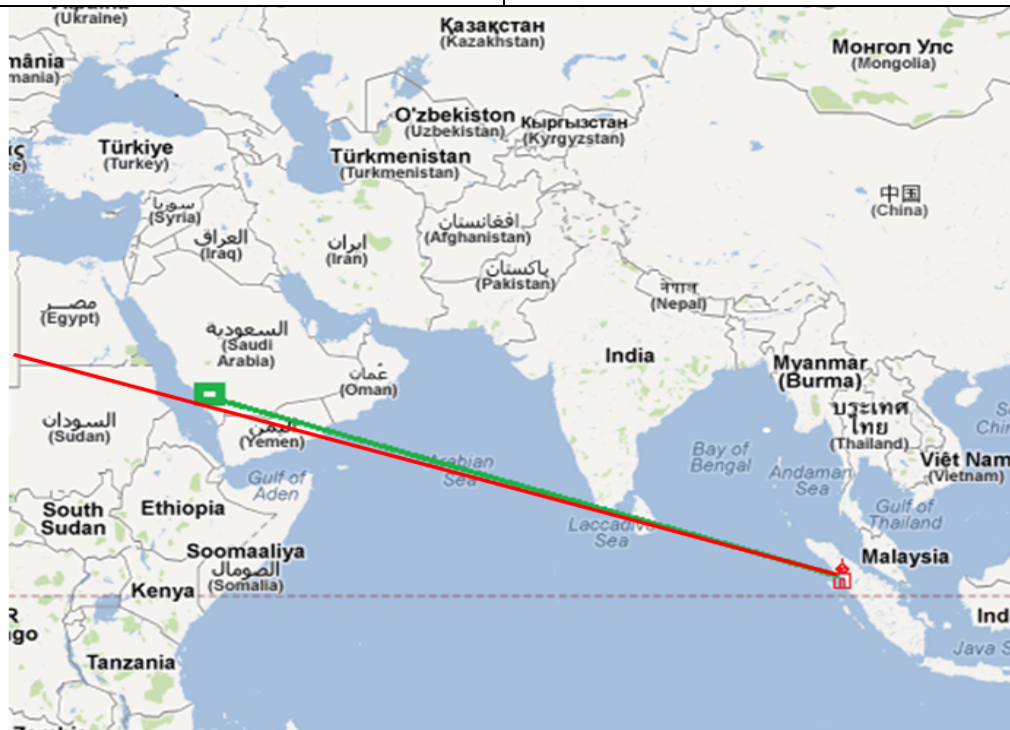 (Ukraine)
Қазақстан
(Kazakhstan)
Монгол Улс
(Mongolia)
mânia
mania)
O'zbekiston
(Uzbekistan)
Кыргызстан
(Kyrgyzstan)
Türkiye
(Turkey)
Türkmenistan
(Turkmenistan)
سوريا
(Syria)
中国
(China)
العراق
(Iraq)
ایران
(Iran)
افغانستان
(Afghanistan)
پاکستان
(Pakistan)
नेपाल
(Nepal)
مصر
(Egypt)
السعودية
(Saudi
Arabia)
India
Myanmar
(Burma)
عُمان
(Oman)
السودان
(Sudan)
اليمن
(Yemen)
ประเทศ
ไทย
(Thailand)
Bay of
Bengal
Arabian
Sea
Andaman
Sea
Việt Nam
(Vietnam)
Gulf of
Aden
South
Sudan
Ethiopia
Gulf of
Thailand
Laccadive
Sea
Soomaaliya
الصومال
(Somalia)
Malaysia
Kenya
Ind
ngo
Tanzania
Java S